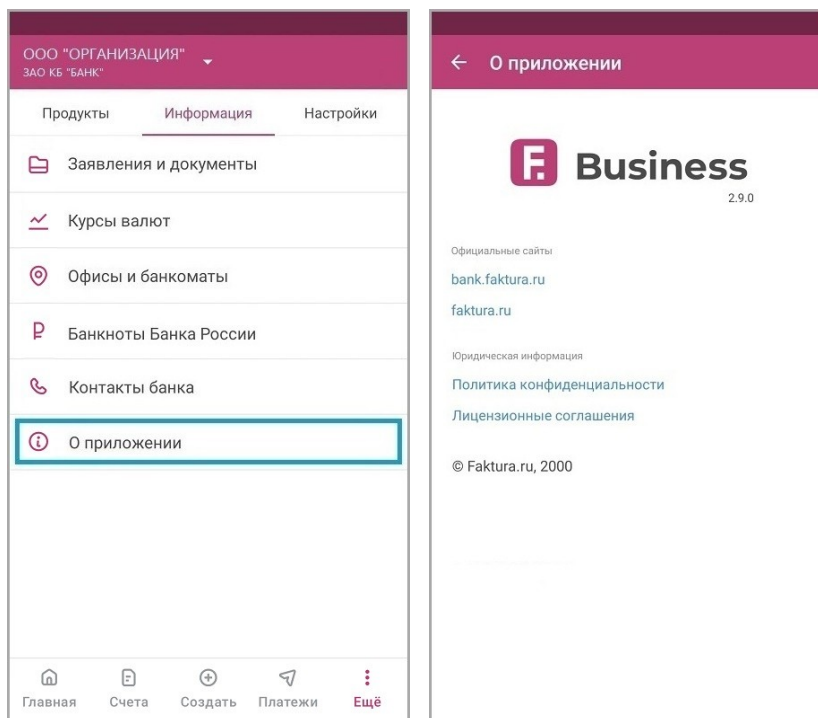 ООО "ОРГАНИЗАЦИЯ"
ЗАО КБ "БАНК"
Продукты Информация Настройки
Заявления и документы
Курсы валют
Офисы и банкоматы
Банкноты Банка России
Контакты банка
О приложении
Главная Счета Создать Платежи Ещё
О приложении
F. Business
2.9.0
Официальные сайты
bank.faktura.ru
faktura.ru
Юридическая информация
Политика конфиденциальности
Лицензионные соглашения
© Faktura.ru, 2000